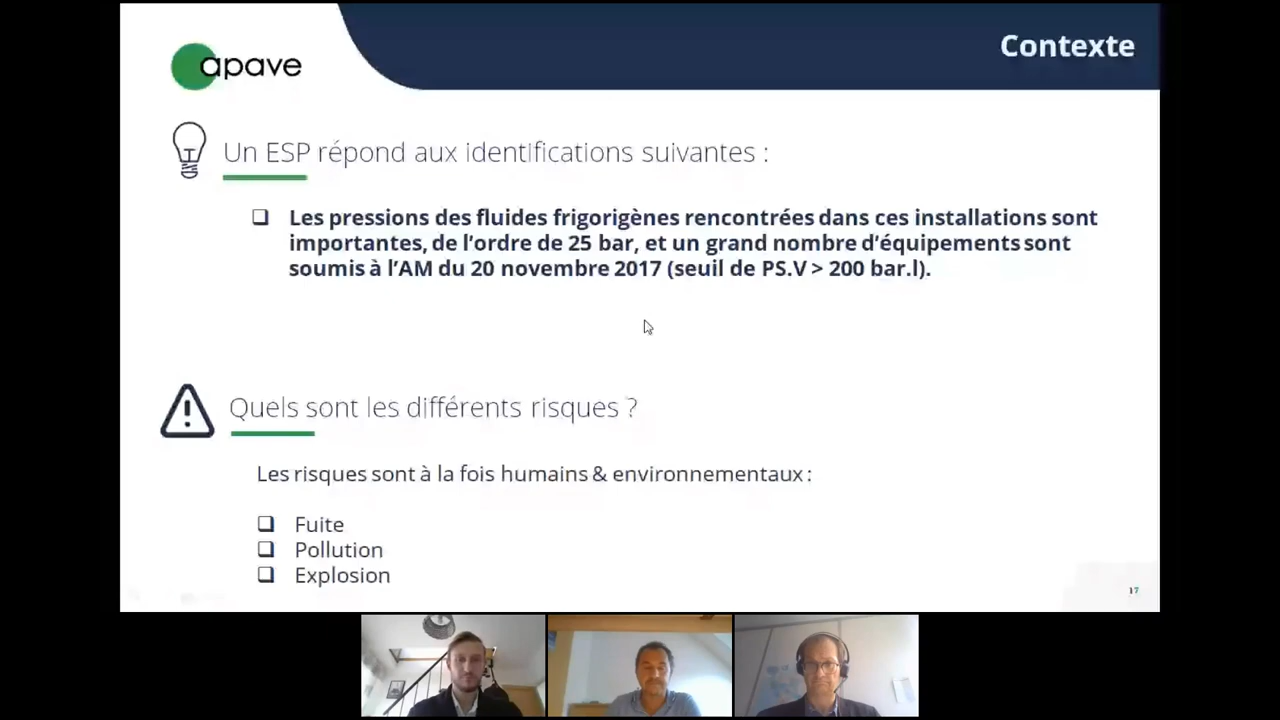 Contexte
apave
Un ESP répond aux identifications suivantes :
❑ Les pressions des fluides frigorigènes rencontrées dans ces installations sont
importantes, de l’ordre de 25 bar, et un grand nombre d’équipements sont
soumis à l’AM du 20 novembre 2017 (seuil de PS.V > 200 bar.l).
Quels sont les différents risques ?
Les risques sont à la fois humains & environnementaux :
❑ Fuite
❑ Pollution
❑ Explosion
17